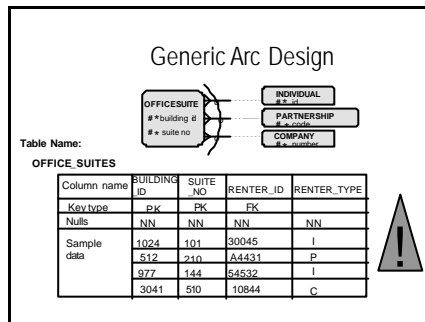 Generic Arc Design
OFFICESUITE
#*building id
#* suite no
INDIVIDUAL
#* id
PARTNERSHIP
#* code
COMPANY
#* number
Table Name:
OFFICE_SUITES
Column name BUILDING_ID SUITE_NO RENTER_ID RENTER_TYPE
Key type PK PK FK
Nulls NN NN NN NN
Sample data 1024 101 30045 I
512 210 A4431 P
977 144 54532 I
3041 510 10844 C
!